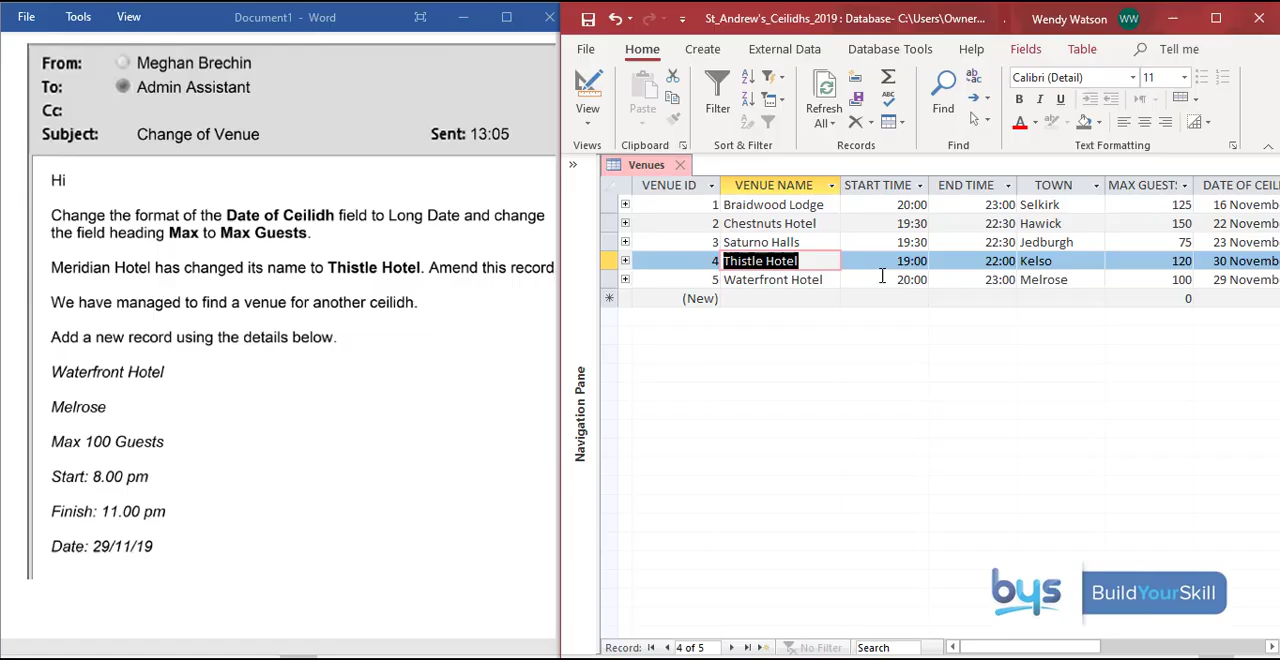 File Tools View Document1 - Word
From: Meghan Brechin
To: Admin Assistant
Cc:
Subject: Change of Venue Sent: 13:05
Hi
Change the format of the Date of Ceilidh field to Long Date and change
the field heading Max to Max Guests.
Meridian Hotel has changed its name to Thistle Hotel. Amend this record
We have managed to find a venue for another ceilidh.
Add a new record using the details below.
Waterfront Hotel
Melrose
Max 100 Guests
Start: 8.00 pm
Finish: 11.00 pm
Date: 29/11/19
St_Andrew's_Ceilidhs_2019 : Database- C:\Users\Owner... Wendy Watson WW
File Home Create External Data Database Tools Help Fields Table Tell me
View Paste Filter Refresh All Find Calibri (Detail) 11
B I U A
Views Clipboard Sort & Filter Records Find Text Formatting
Venues
VENUE ID VENUE NAME START TIME END TIME TOWN MAX GUEST: DATE OF CEIL
1 Braidwood Lodge 20:00 23:00 Selkirk 125 16 Novemb
2 Chestnuts Hotel 19:30 22:30 Hawick 150 22 Novemb
3 Saturno Halls 19:30 22:30 Jedburgh 75 23 Novemb
4 Thistle Hotel 19:00 22:00 Kelso 120 30 Novemb
5 Waterfront Hotel 20:00 23:00 Melrose 100 29 Novemb
(New) 0
Navigation Pane
bys BuildYourSkill
Record: 4 of 5 No Filter Search